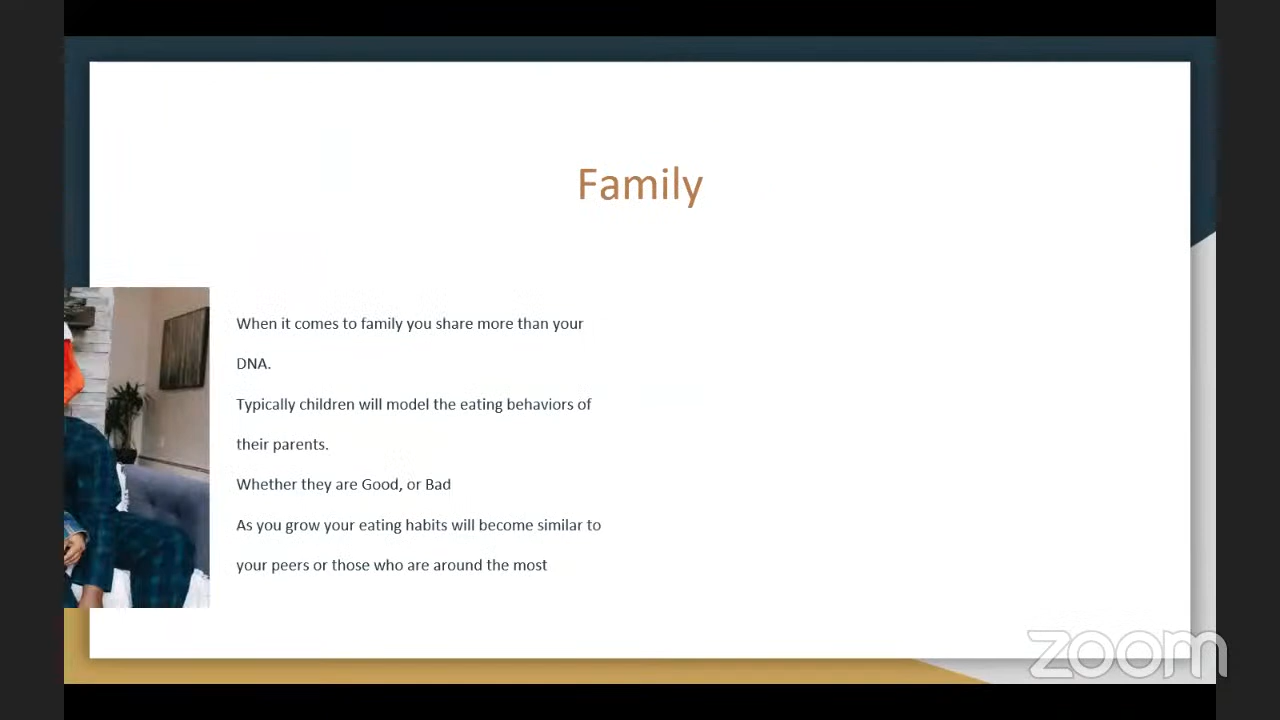 Family
When it comes to family you share more than your
DNA.
Typically children will model the eating behaviors of
their parents.
Whether they are Good, or Bad
As you grow your eating habits will become similar to
your peers or those who are around the most
zoom